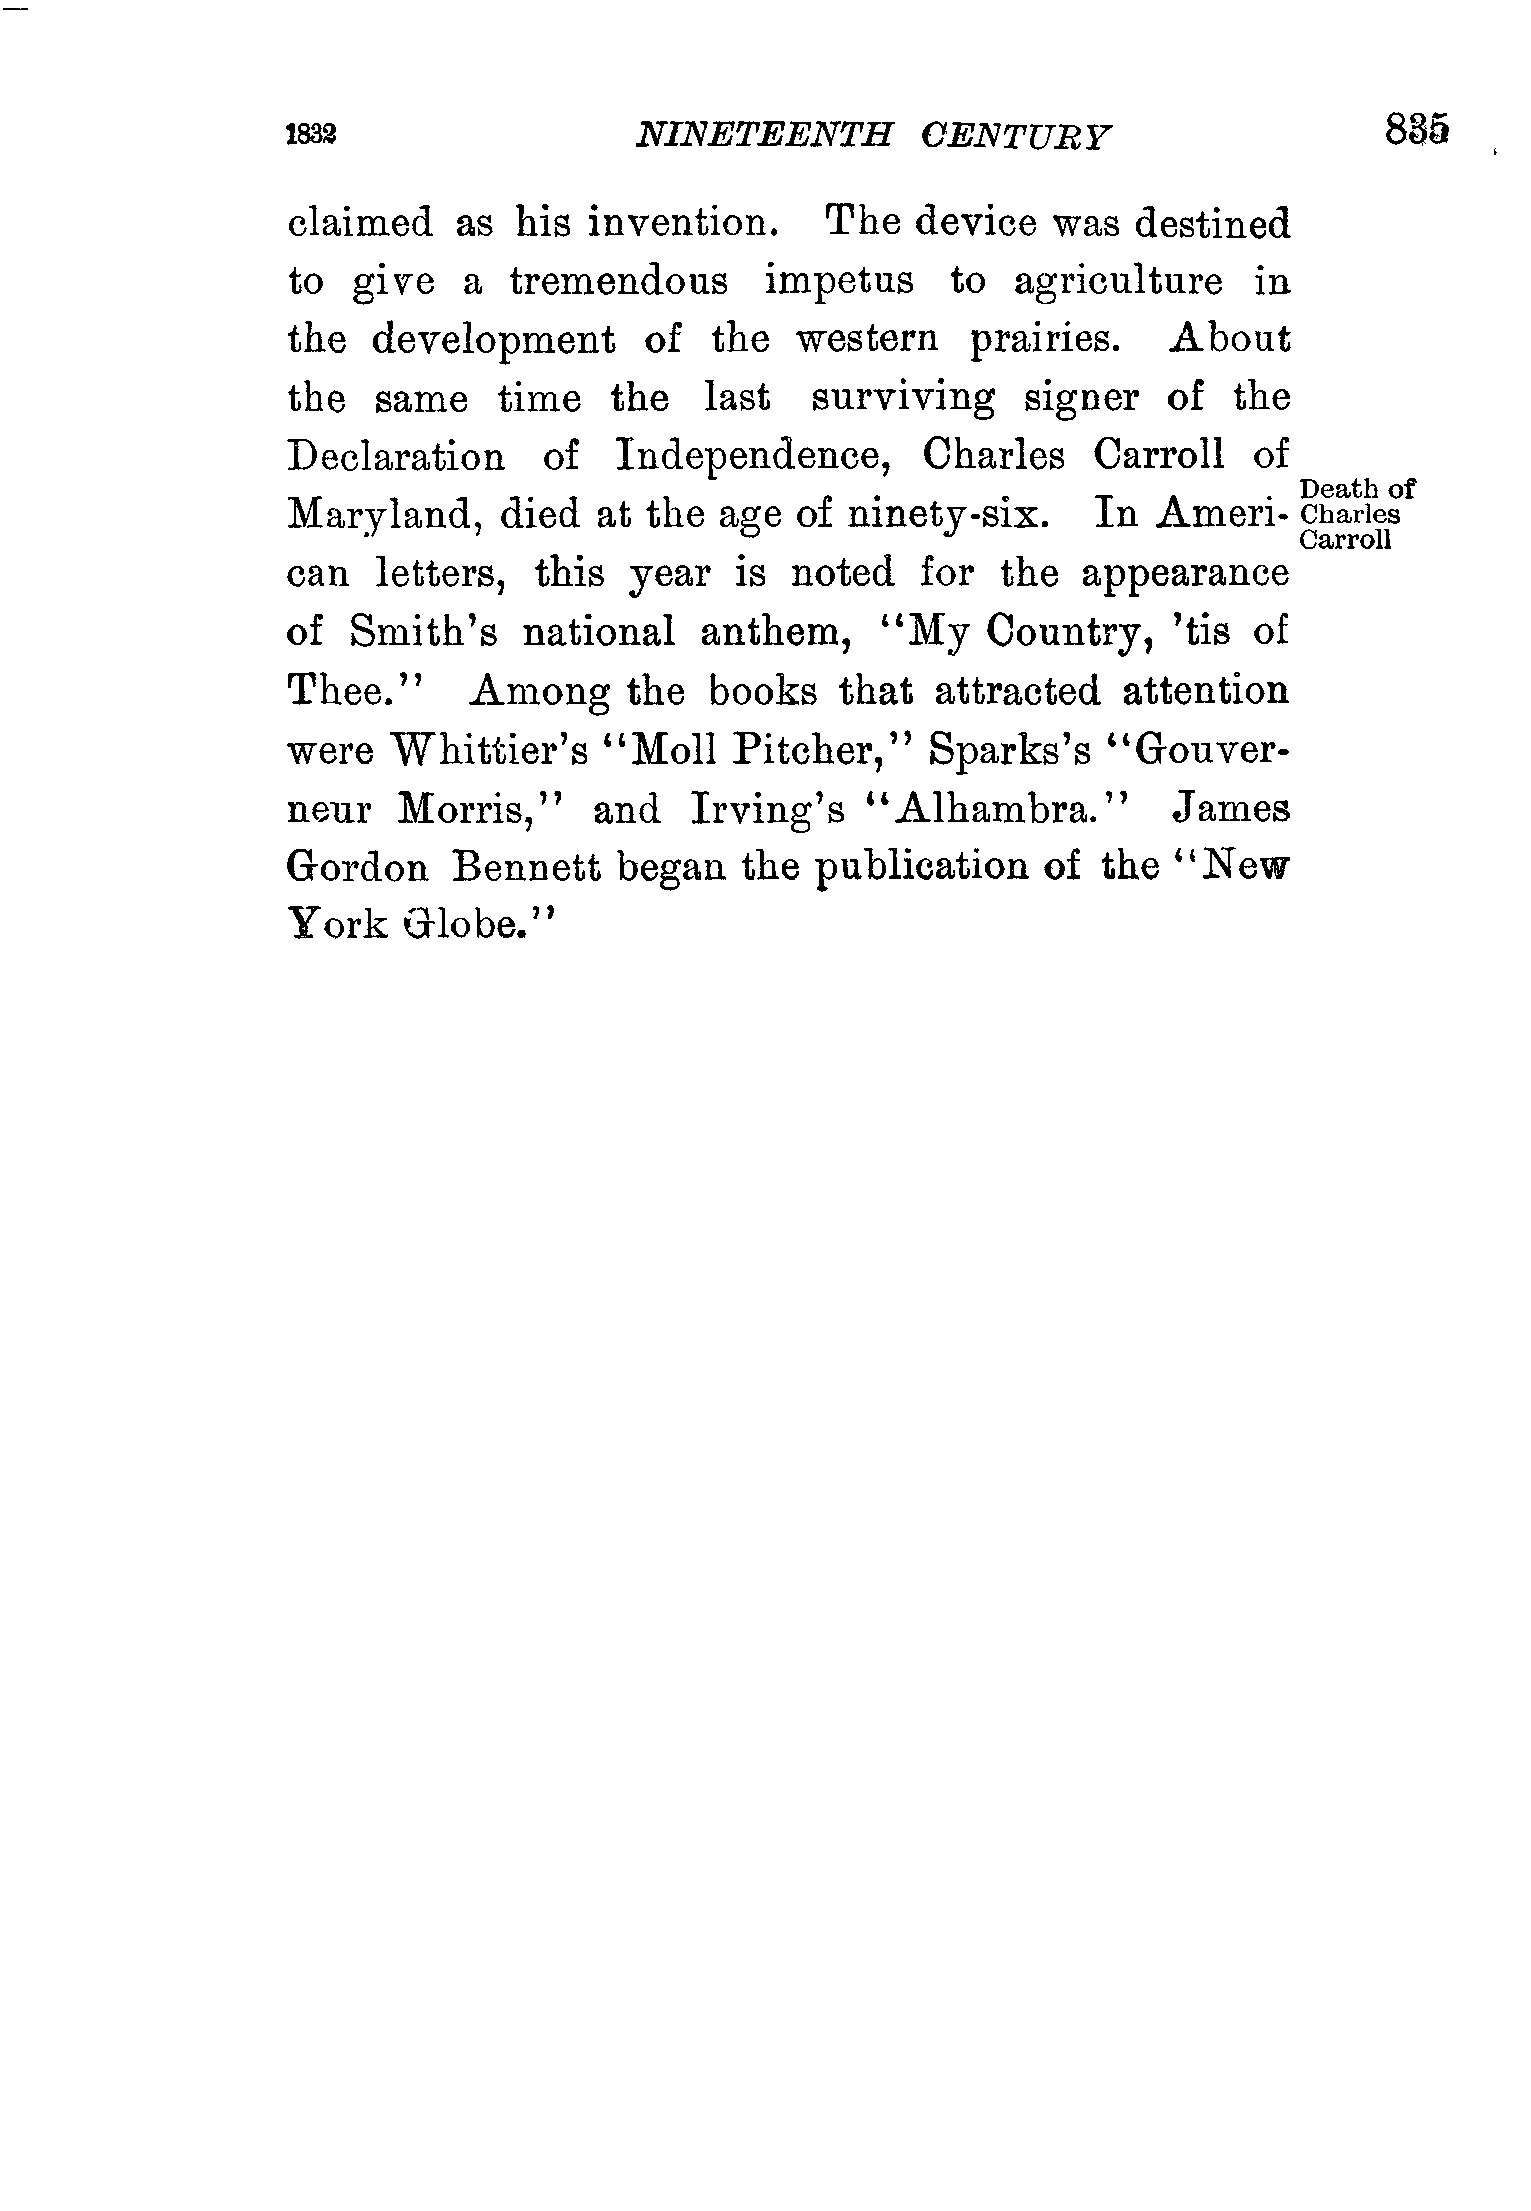 1832 NINETEENTH CENTURY 835
claimed as his invention. The device was destined
to give a tremendous impetus to agriculture in
the development of the western prairies. About
the same time the last surviving signer of the
Declaration of Independence, Charles Carroll of
Maryland, died at the age of ninety-six. In Ameri-
Death of
Charles
Carroll
can letters, this year is noted for the appearance
of Smith's national anthem, "My Country, 'tis of
Thee." Among the books that attracted attention
were Whittier's "Moll Pitcher," Sparks's "Gouver-
neur Morris," and Irving's "Alhambra." James
Gordon Bennett began the publication of the "New
York Globe."